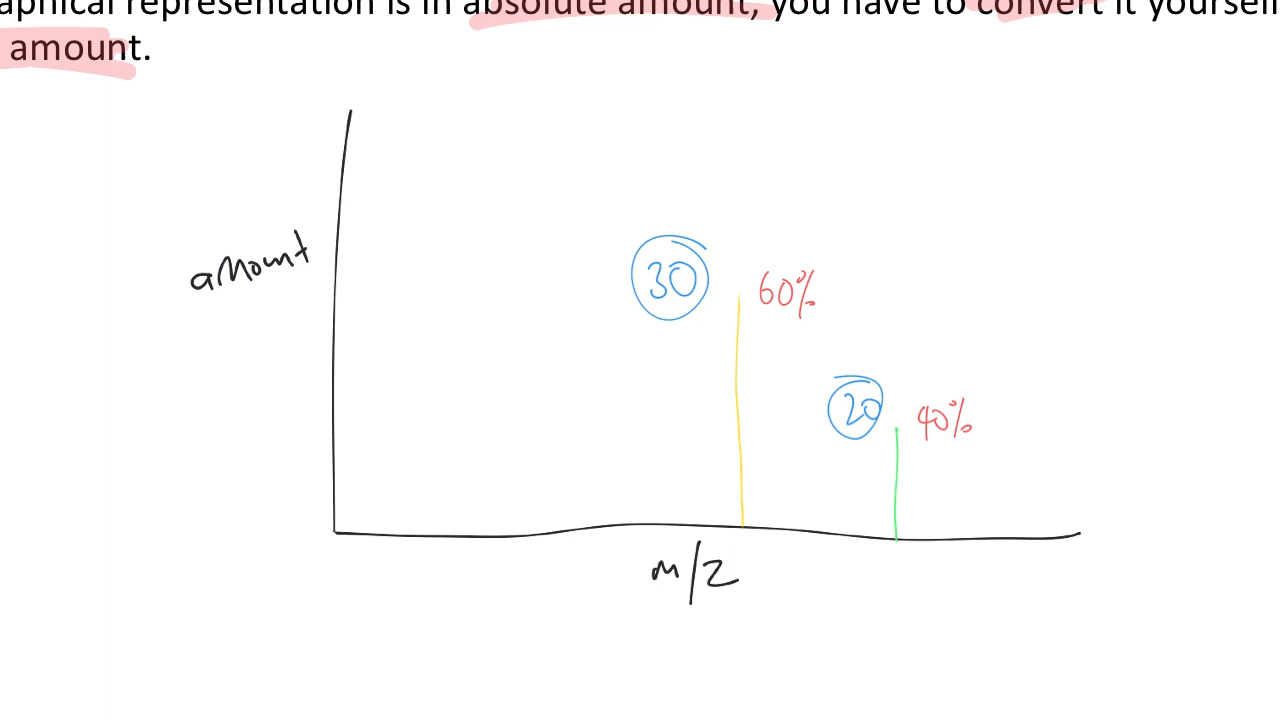 aphical representation is in absolute amount, you have to convert it yourself
amount.
amount
30
60%
20
40%
m/z